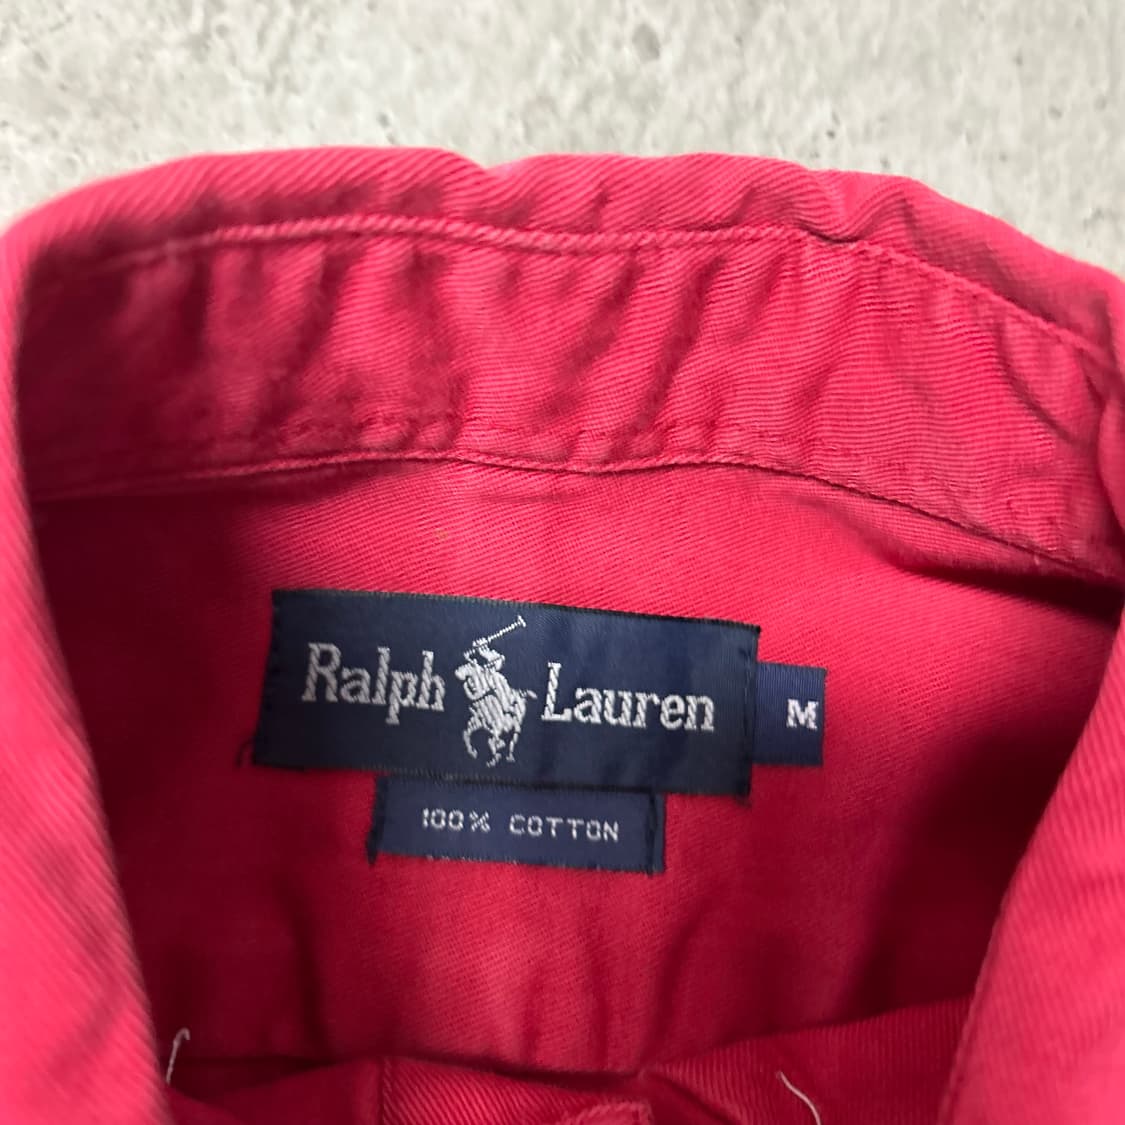 Ralph Lauren
M
100% COTTON